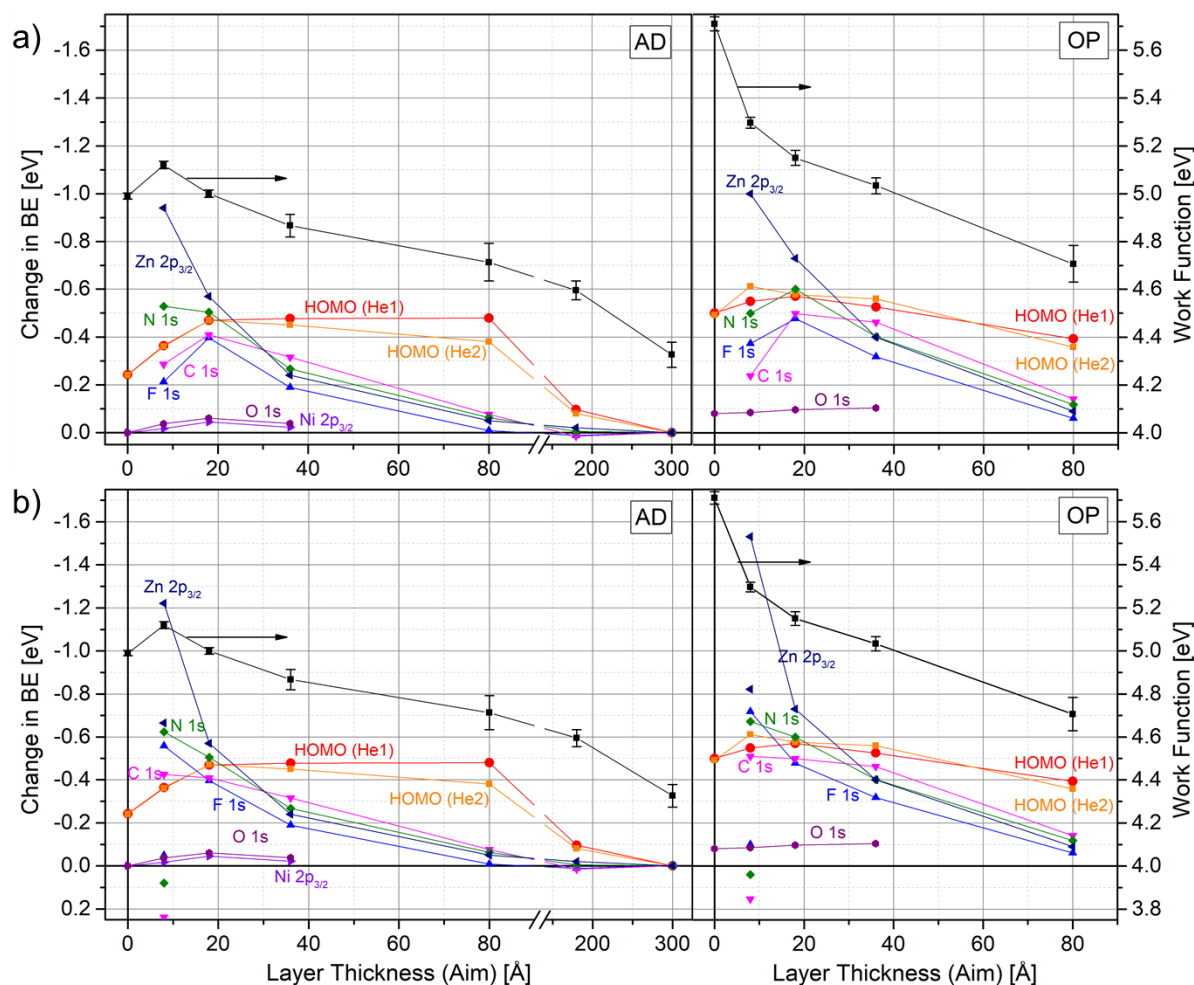 a)
AD
OP
Change in BE [eV]
Work Function [eV]
-1.6
-1.4
-1.2
-1.0
-0.8
-0.6
-0.4
-0.2
0.0
5.6
5.4
5.2
5.0
4.8
4.6
4.4
4.2
4.0
Zn 2p3/2
N 1s
HOMO (He1)
HOMO (He2)
C 1s
F 1s
O 1s
Ni 2p3/2
Zn 2p3/2
N 1s
HOMO (He1)
HOMO (He2)
F 1s
C 1s
O 1s
0 20 40 60 80 200 300
0 20 40 60 80
b)
AD
OP
Change in BE [eV]
Work Function [eV]
-1.6
-1.4
-1.2
-1.0
-0.8
-0.6
-0.4
-0.2
0.0
0.2
5.6
5.4
5.2
5.0
4.8
4.6
4.4
4.2
4.0
3.8
Zn 2p3/2
N 1s
HOMO (He1)
C 1s
HOMO (He2)
F 1s
O 1s
Ni 2p3/2
Zn 2p3/2
N 1s
C 1s
HOMO (He1)
HOMO (He2)
F 1s
O 1s
0 20 40 60 80 200 300
0 20 40 60 80
Layer Thickness (Aim) [Å]
Layer Thickness (Aim) [Å]